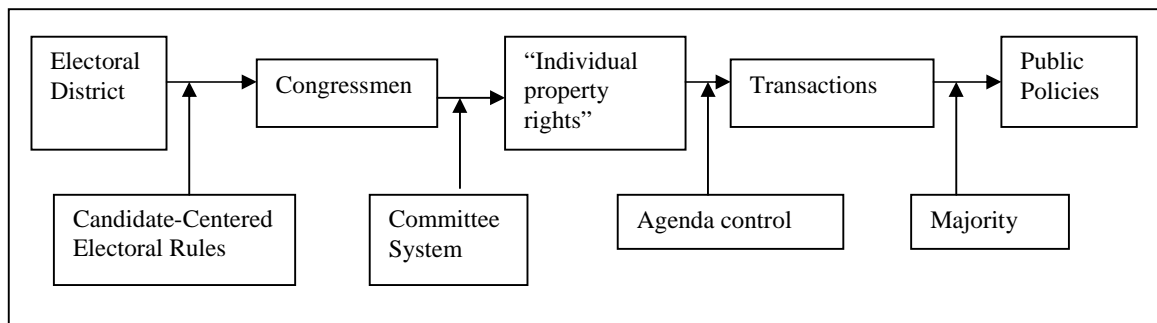 Electoral
District
Congressmen
“Individual
property
rights”
Transactions
Public
Policies
Candidate-Centered
Electoral Rules
Committee
System
Agenda control
Majority